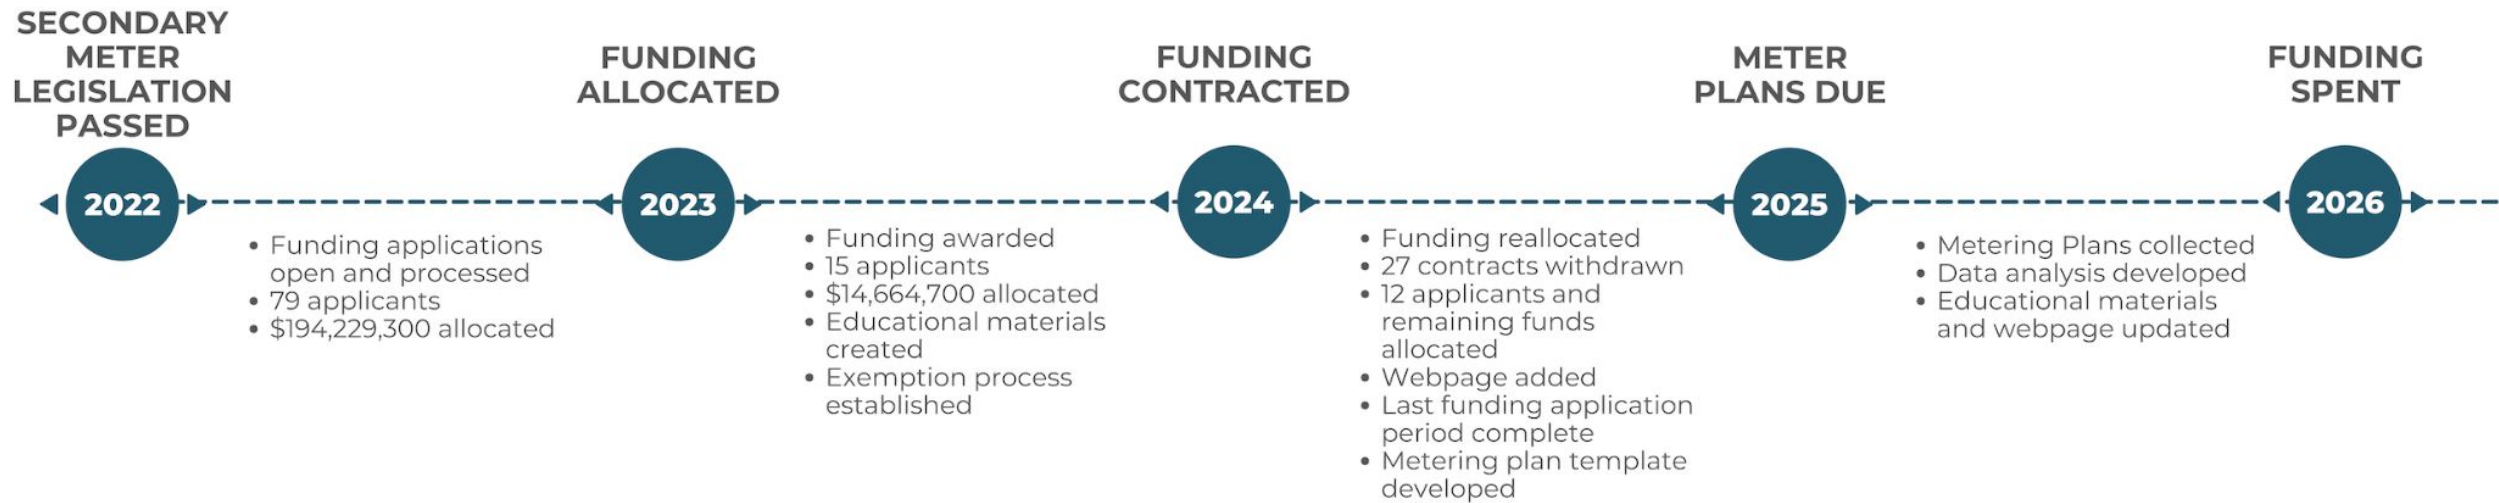 SECONDARY
METER
LEGISLATION
PASSED
2022
• Funding applications
open and processed
• 79 applicants
• $194,229,300 allocated
FUNDING
ALLOCATED
2023
• Funding awarded
• 15 applicants
• $14,664,700 allocated
• Educational materials
created
• Exemption process
established
FUNDING
CONTRACTED
2024
• Funding reallocated
• 27 contracts withdrawn
• 12 applicants and
remaining funds
allocated
• Webpage added
• Last funding application
period complete
• Metering plan template
developed
METER
PLANS DUE
2025
• Metering Plans collected
• Data analysis developed
• Educational materials
and webpage updated
FUNDING
SPENT
2026